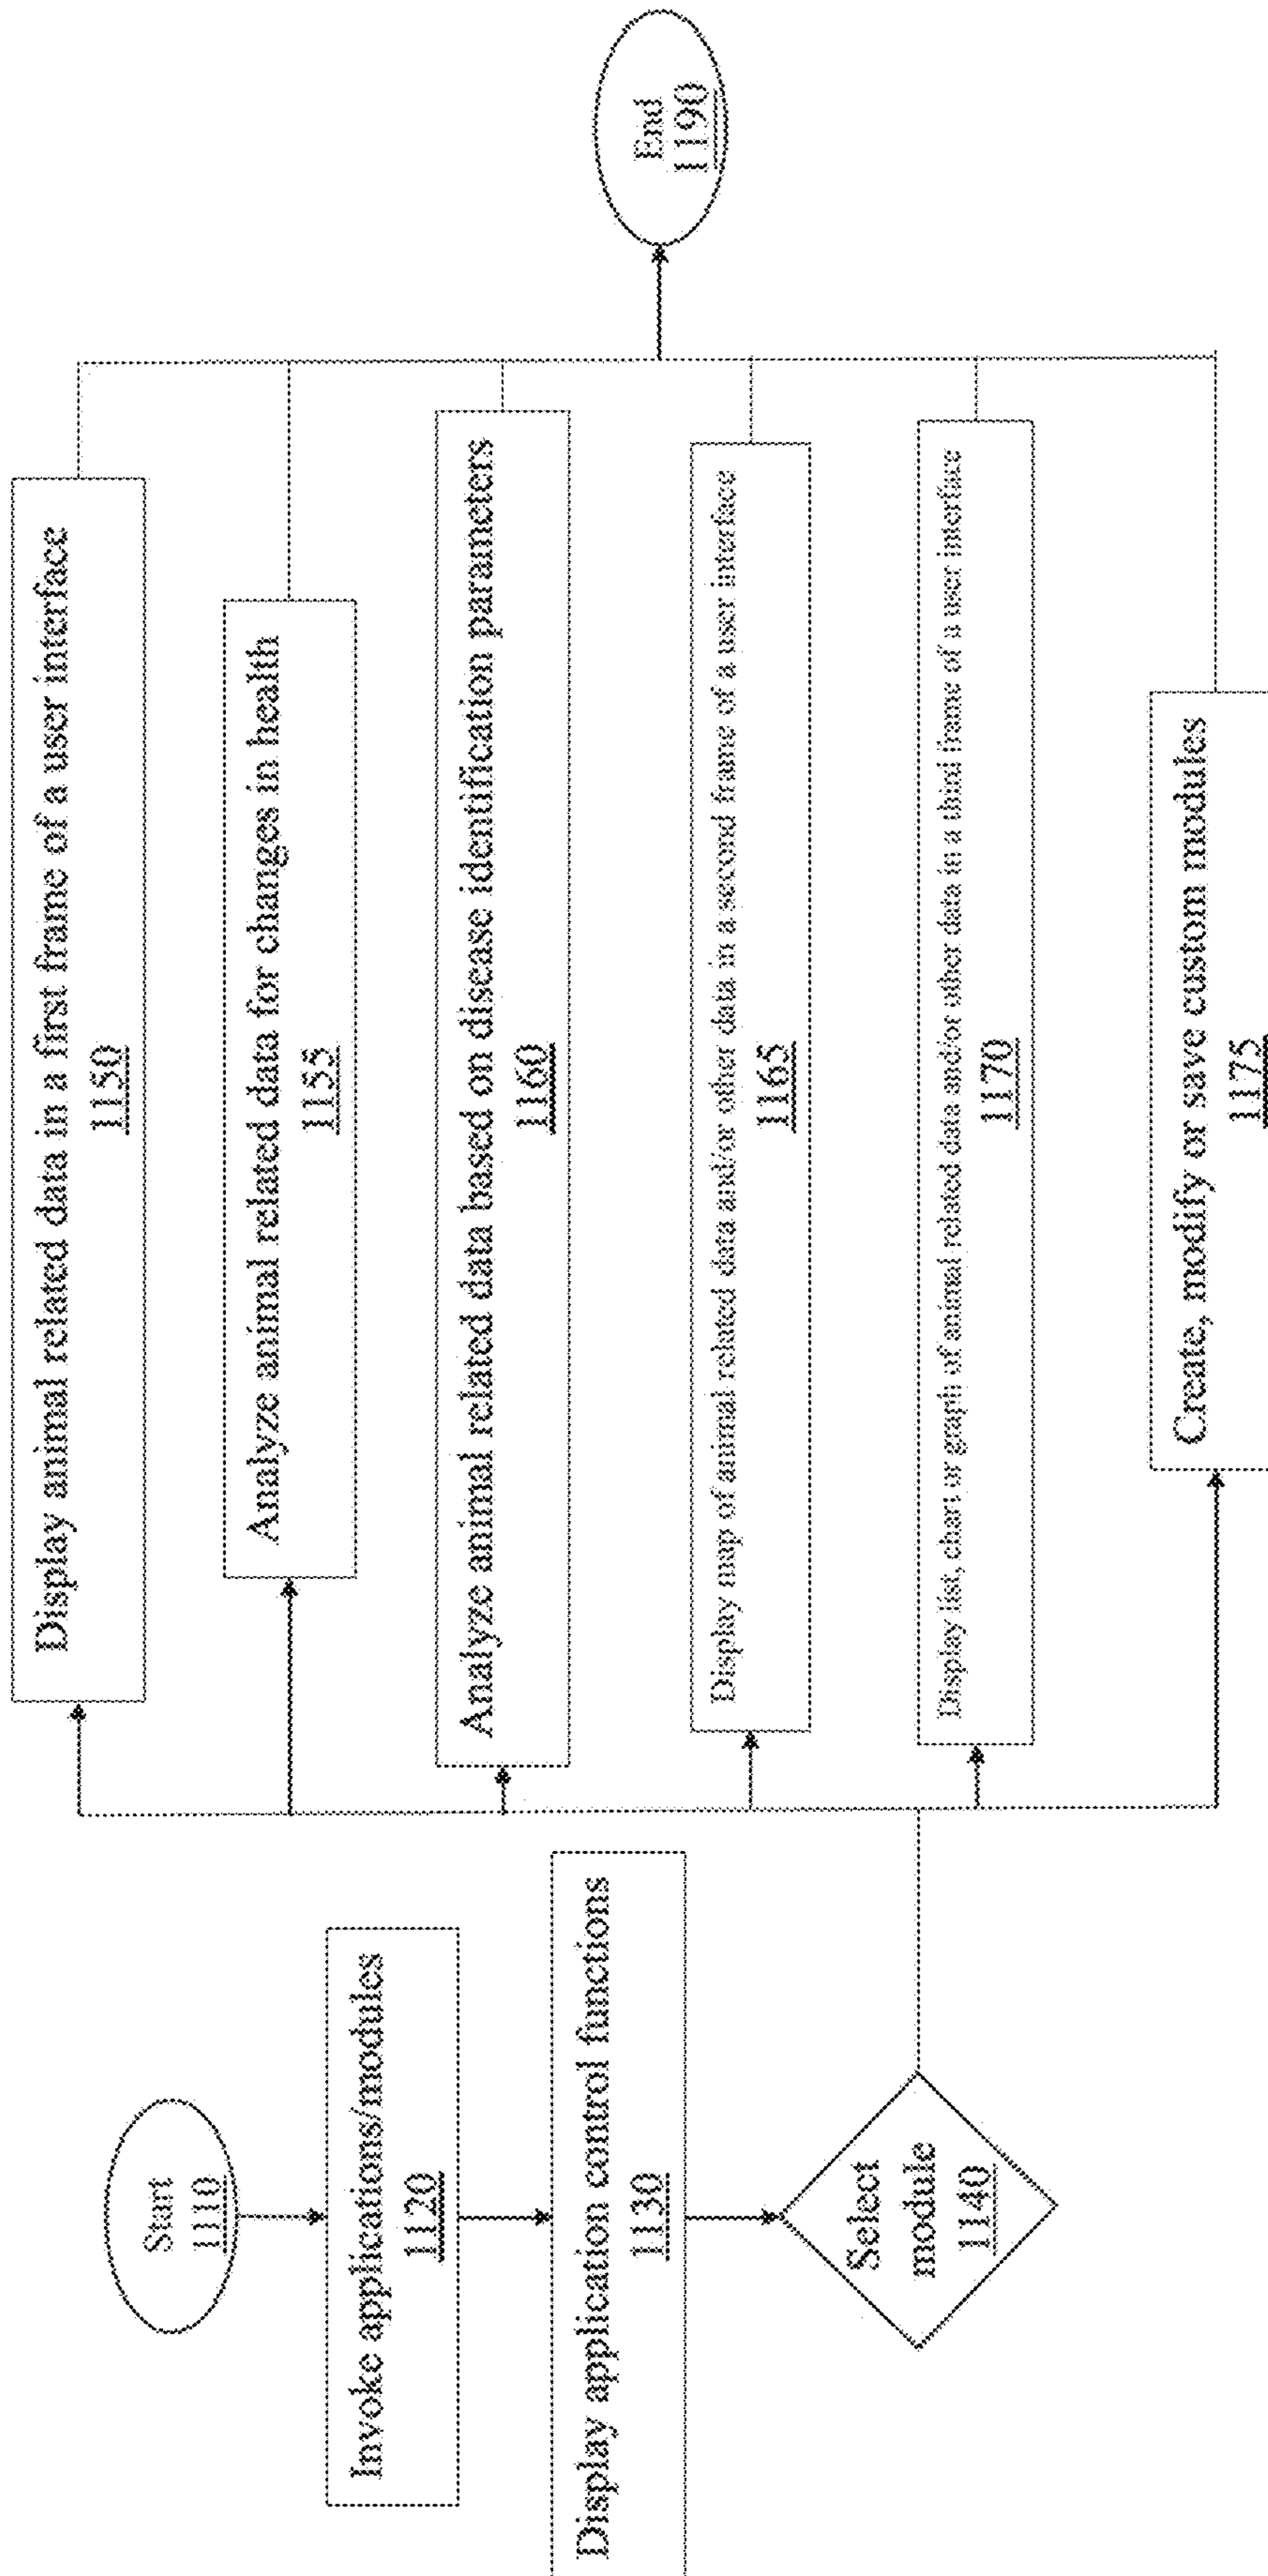 Start
1110
Invoke applications/modules
1120
Display application control functions
1130
Select
module
1140
Display animal related data in a first frame of a user interface
1150
Analyze animal related data for changes in health
1155
Analyze animal related data based on disease identification parameters
1160
Display map of animal related data and/or other data in a second frame of a user interface
1165
Display list, chart or graph of animal related data and/or other data in a third frame of a user interface
1170
Create, modify or save custom modules
1175
End
1190